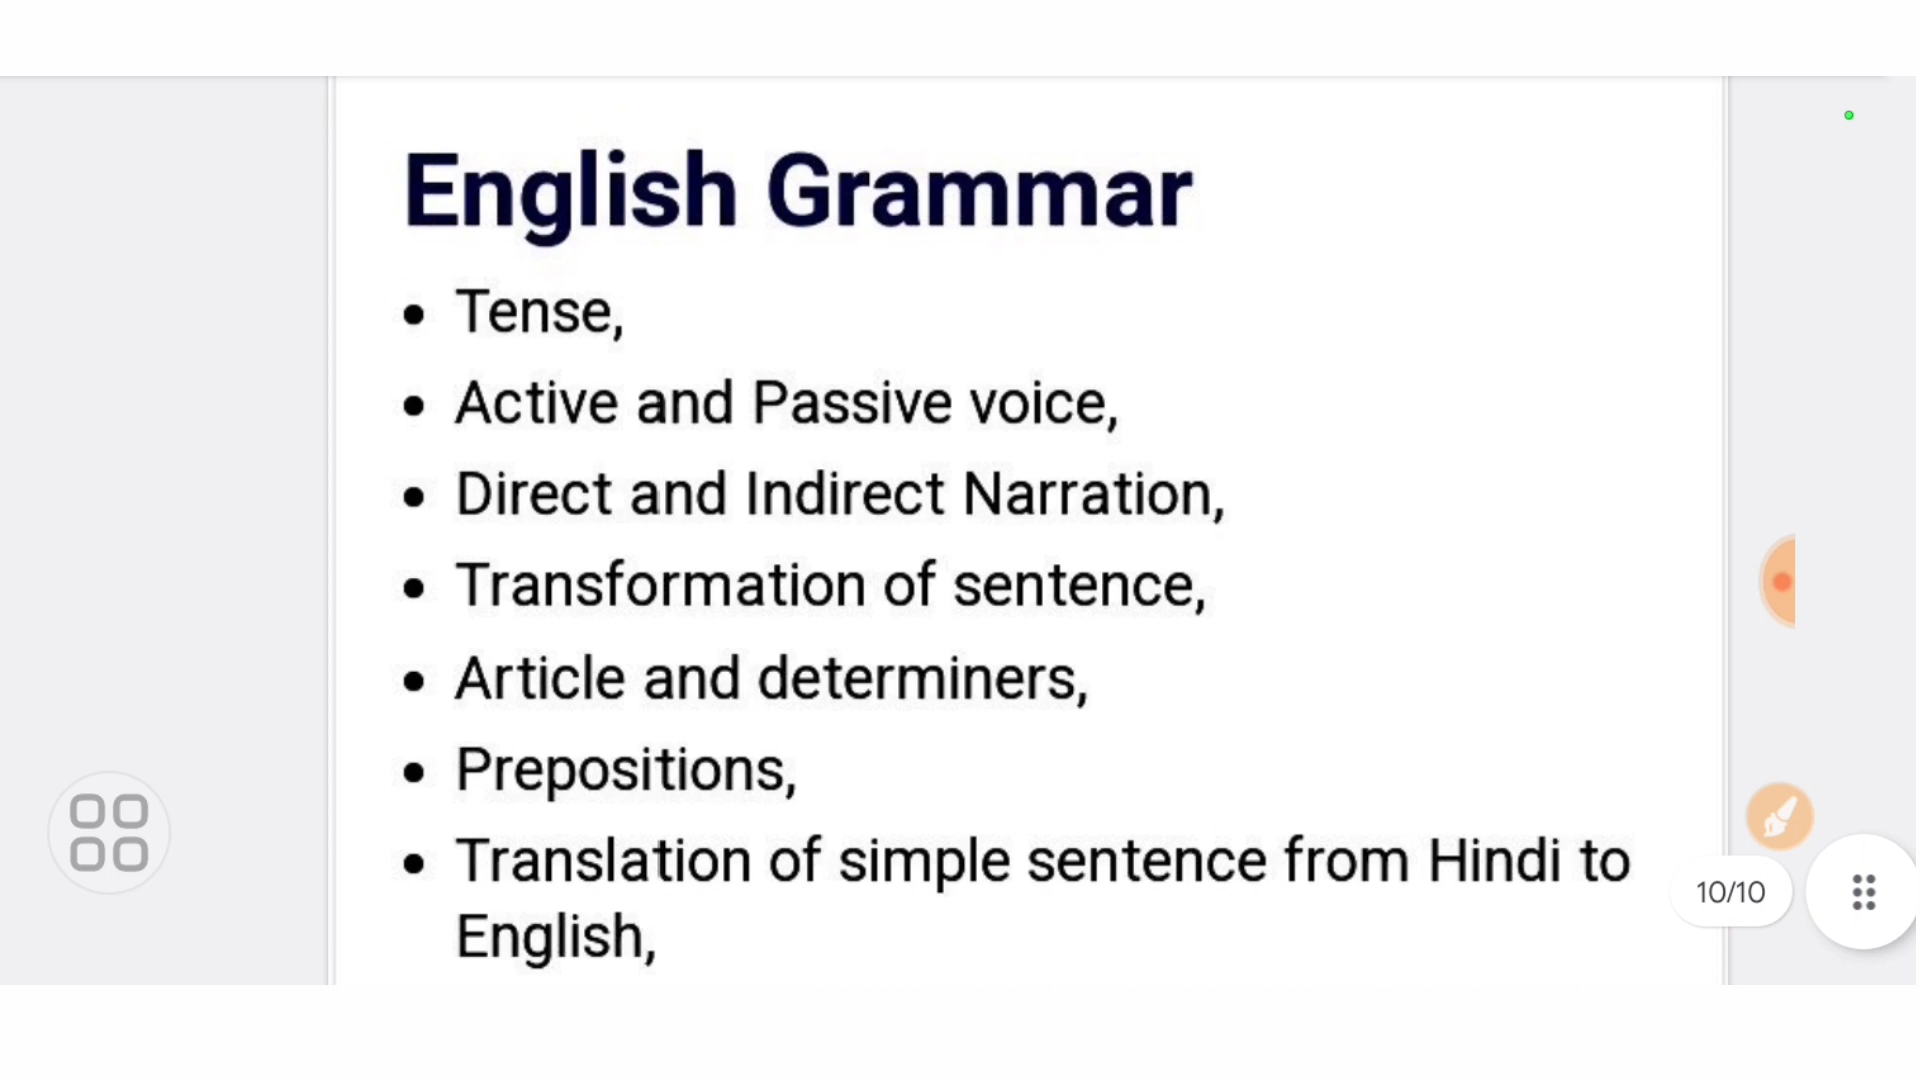 English Grammar
• Tense,
• Active and Passive voice,
• Direct and Indirect Narration,
• Transformation of sentence,
• Article and determiners,
• Prepositions,
• Translation of simple sentence from Hindi to
English,
10/10